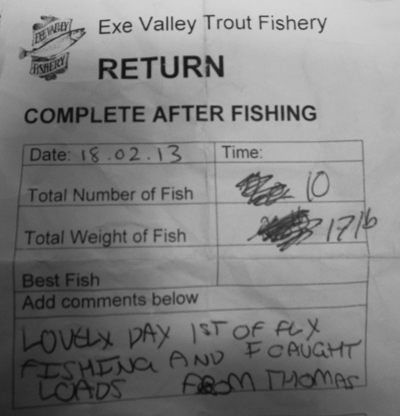 EXE VALLEY
FISHERY
Exe Valley Trout Fishery
RETURN
COMPLETE AFTER FISHING
Date: 18.02.13 Time:
Total Number of Fish 10
Total Weight of Fish 17lb
Best Fish
Add comments below
LOVELY DAY 1ST OF FLY
FISHING AND I CAUGHT
LOADS FROM THOMAS